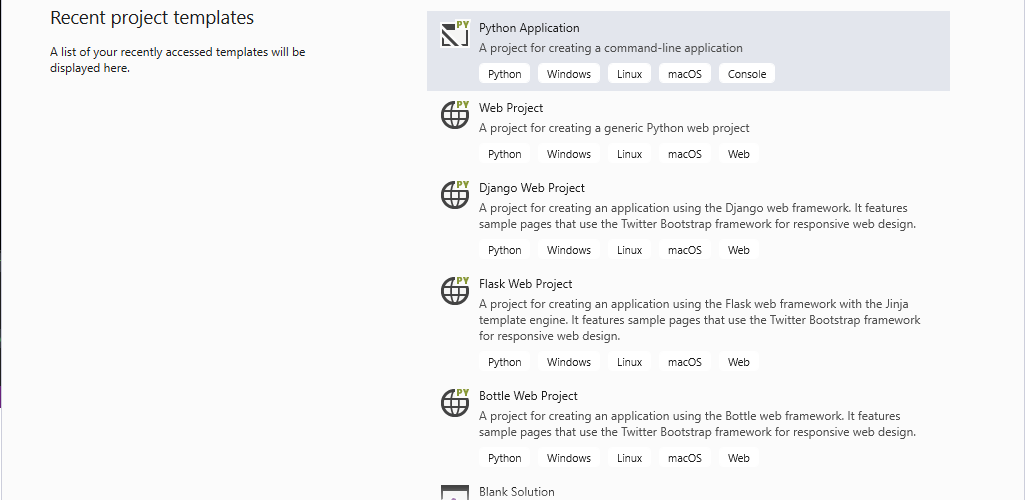 Recent project templates
A list of your recently accessed templates will be
displayed here.
PY
Python Application
A project for creating a command-line application
Python Windows Linux macOS Console
PY
Web Project
A project for creating a generic Python web project
Python Windows Linux macOS Web
PY
Django Web Project
A project for creating an application using the Django web framework. It features
sample pages that use the Twitter Bootstrap framework for responsive web design.
Python Windows Linux macOS Web
PY
Flask Web Project
A project for creating an application using the Flask web framework with the Jinja
template engine. It features sample pages that use the Twitter Bootstrap framework
for responsive web design.
Python Windows Linux macOS Web
PY
Bottle Web Project
A project for creating an application using the Bottle web framework. It features
sample pages that use the Twitter Bootstrap framework for responsive web design.
Python Windows Linux macOS Web
Blank Solution